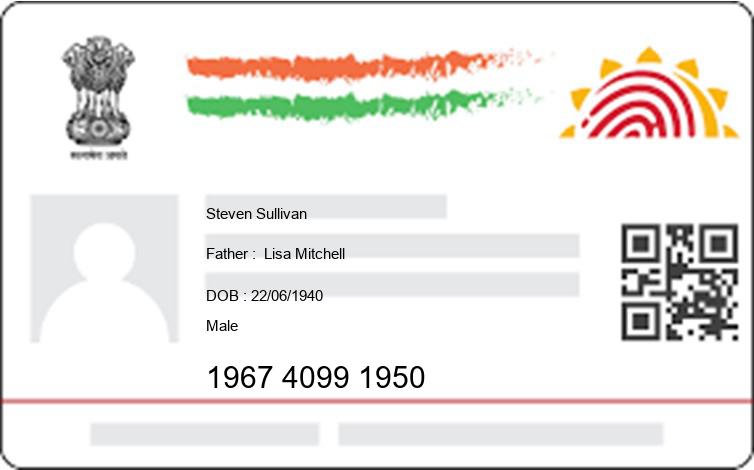 Steven Sullivan
Father : Lisa Mitchell
DOB : 22/06/1940
Male
1967 4099 1950